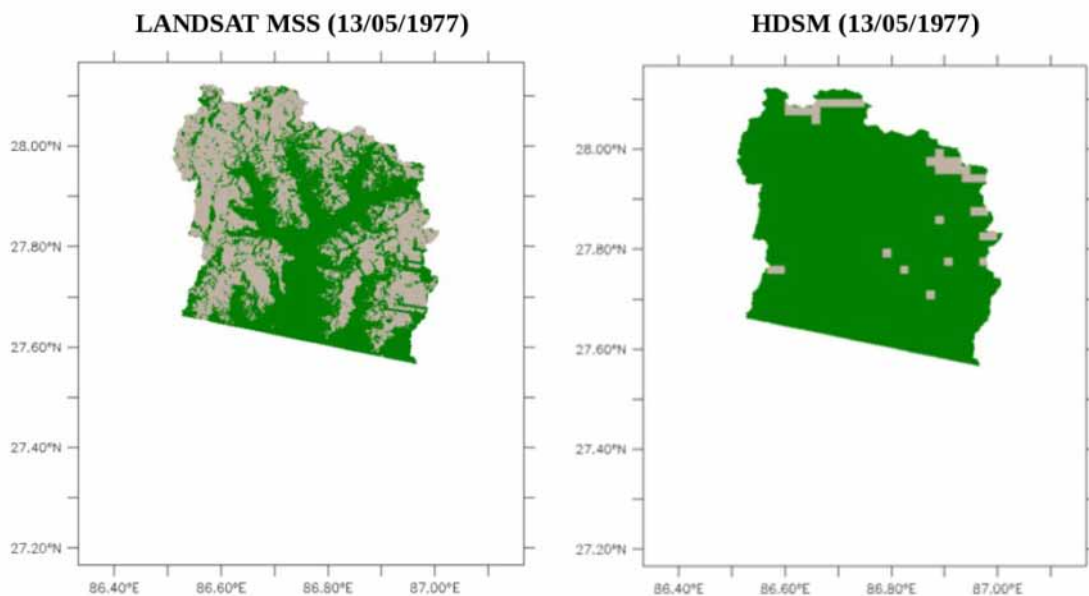 LANDSAT MSS (13/05/1977)
HDSM (13/05/1977)
28.00°N
27.80°N
27.60°N
27.40°N
27.20°N
86.40°E 86.60°E 86.80°E 87.00°E
28.00°N
27.80°N
27.60°N
27.40°N
27.20°N
86.40°E 86.60°E 86.80°E 87.00°E